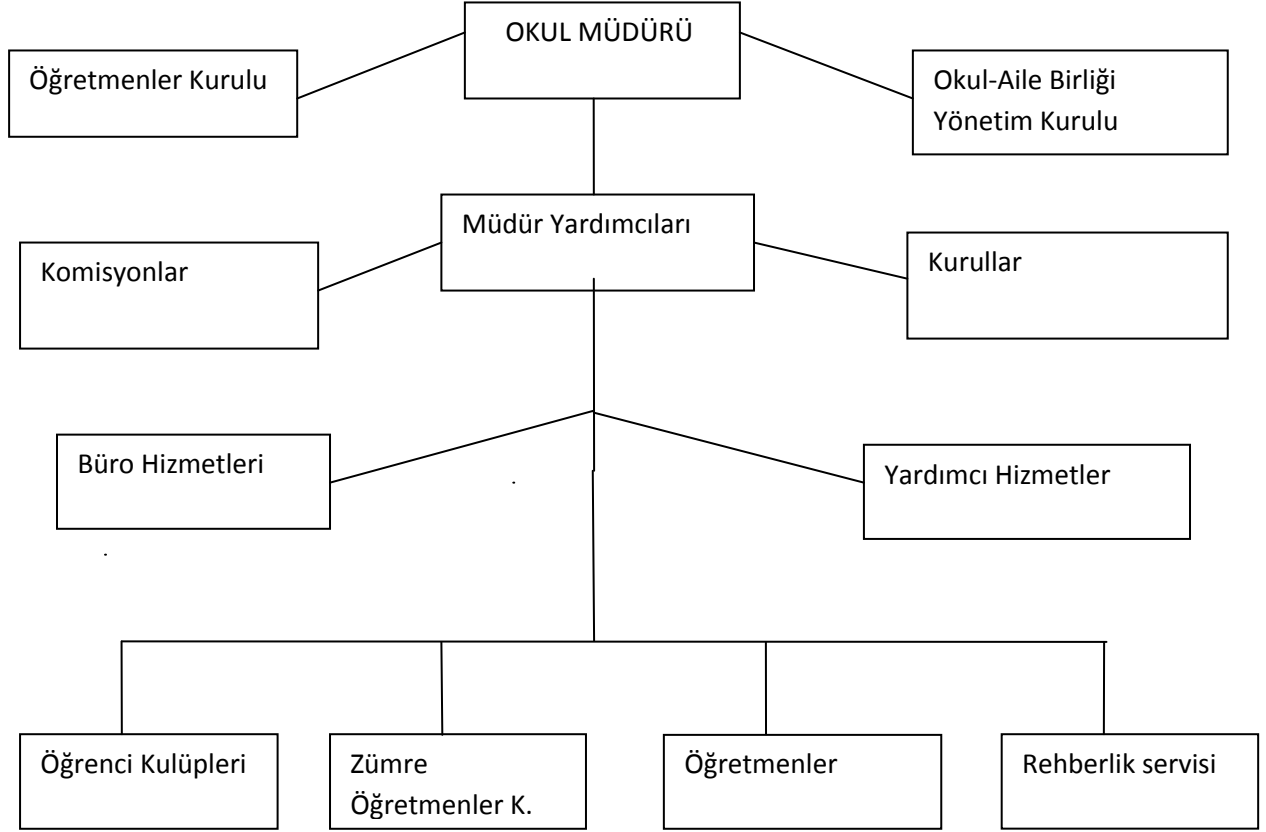 OKUL MÜDÜRÜ
Öğretmenler Kurulu
Okul-Aile Birliği
Yönetim Kurulu
Müdür Yardımcıları
Komisyonlar
Kurullar
Büro Hizmetleri
Yardımcı Hizmetler
Öğrenci Kulüpleri
Zümre
Öğretmenler K.
Öğretmenler
Rehberlik servisi